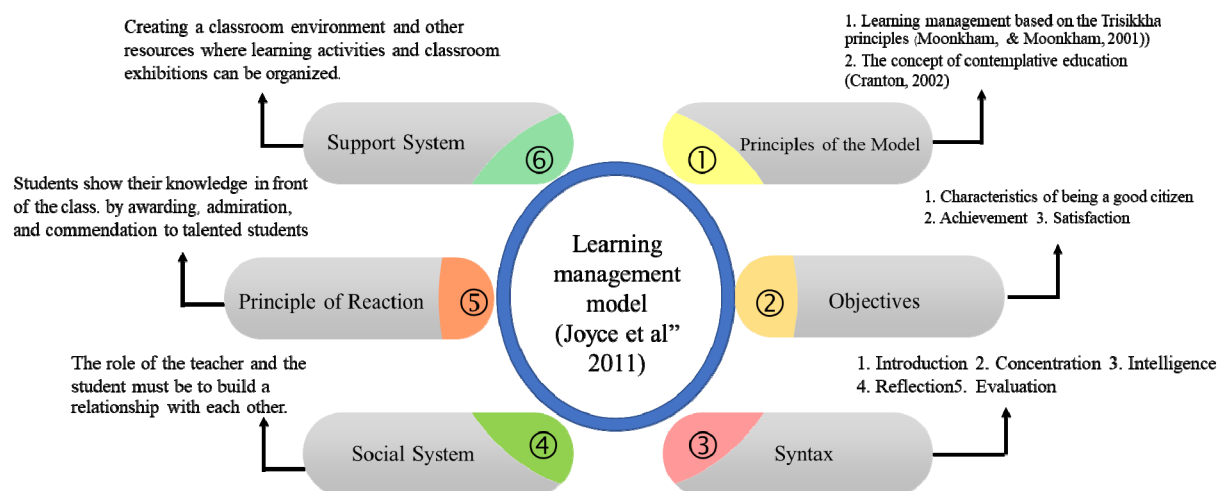 Creating a classroom environment and other
resources where learning activities and classroom
exhibitions can be organized.
Support System
⑥
1. Learning management based on the Trisikkha
principles (Moonkham, & Moonkham, 2001))
2. The concept of contemplative education
(Cranton, 2002)
①
Principles of the Model
Students show their knowledge in front
of the class. by awarding, admiration,
and commendation to talented students
Principle of Reaction
⑤
Learning
management
model
(Joyce et al”
2011)
1. Characteristics of being a good citizen
2. Achievement 3. Satisfaction
②
Objectives
The role of the teacher and the
student must be to build a
relationship with each other.
Social System
④
1. Introduction 2. Concentration 3. Intelligence
4. Reflection5. Evaluation
③
Syntax